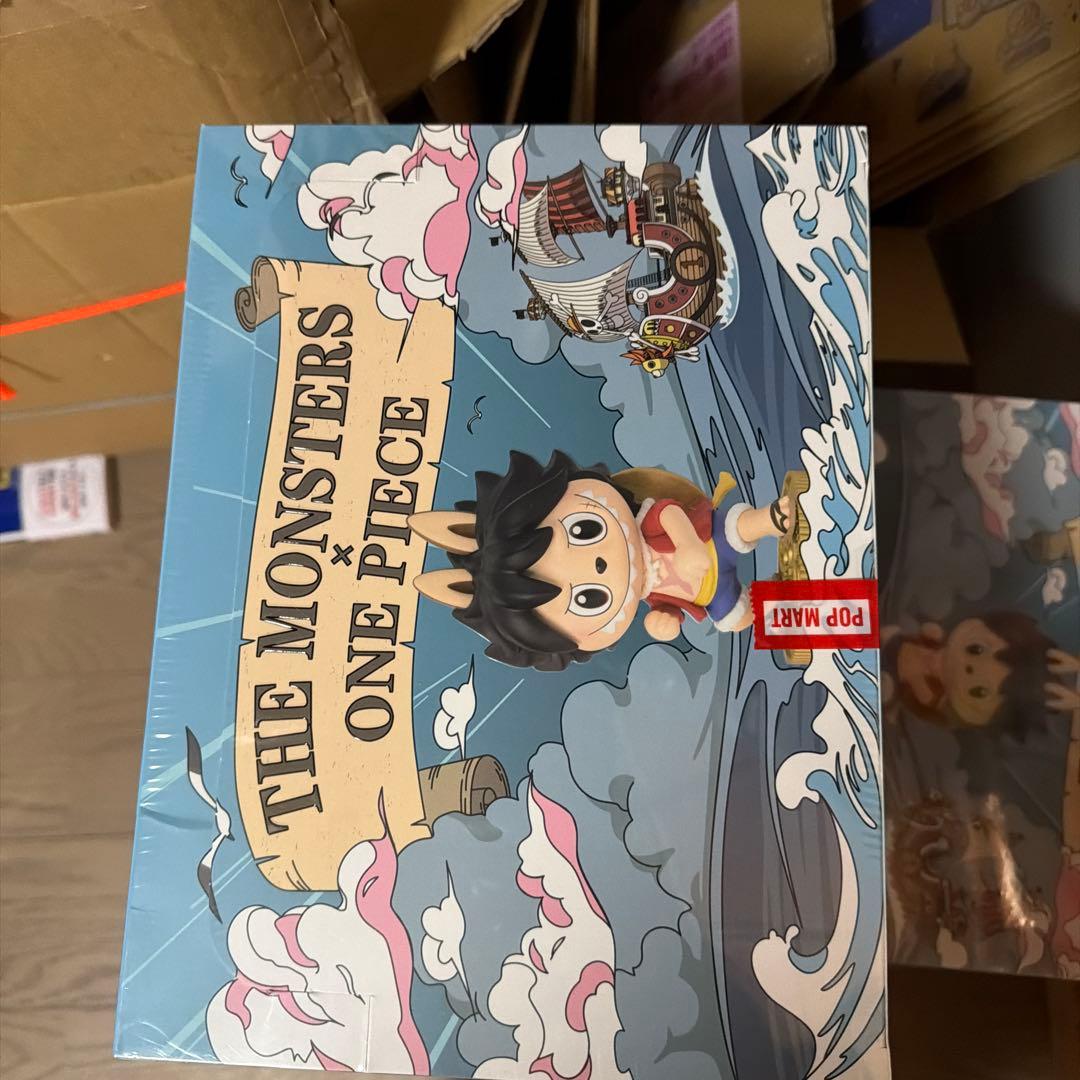 THE MONSTERS
×
ONE PIECE
POP MART